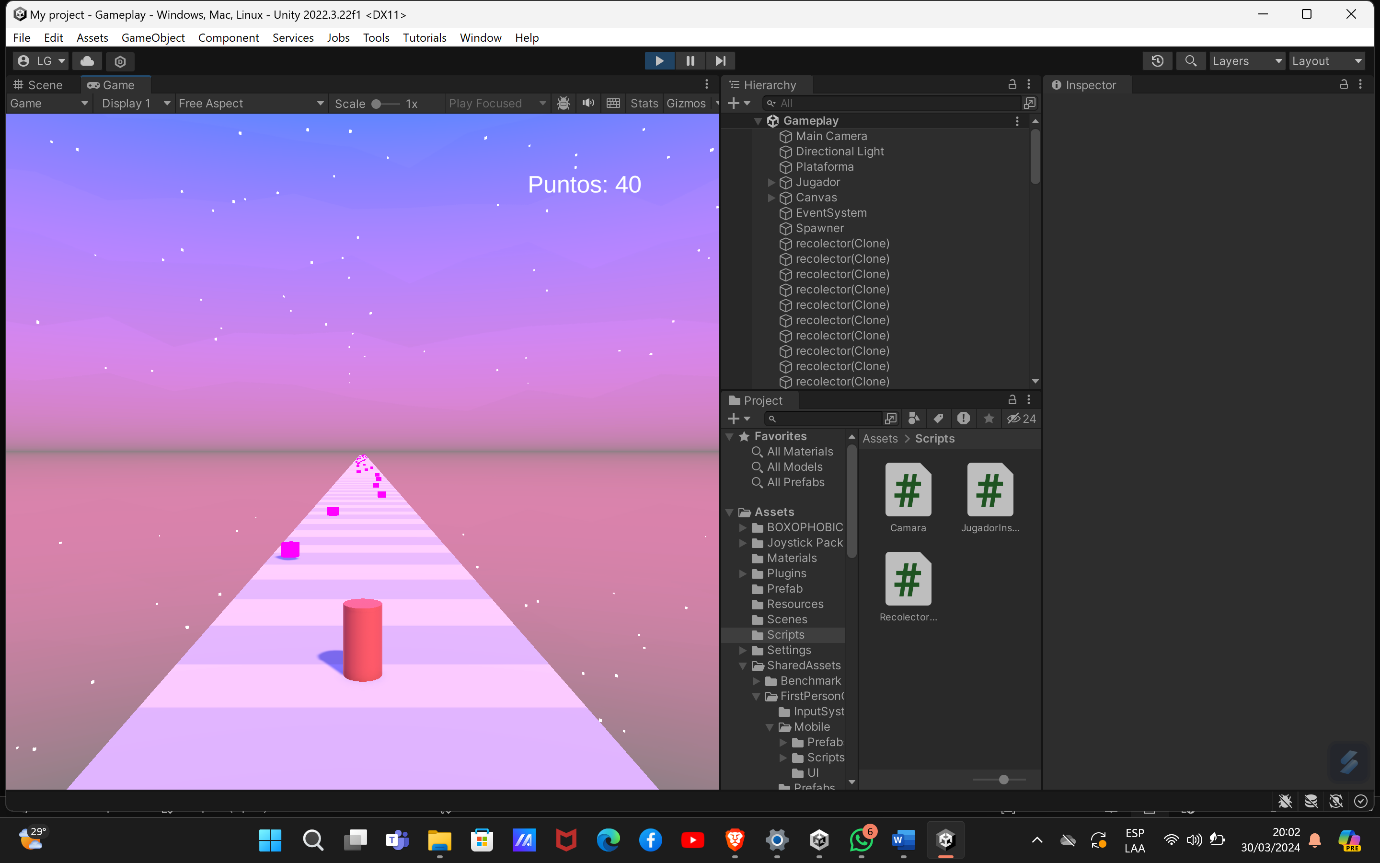 My project - Gameplay - Windows, Mac, Linux - Unity 2022.3.22f1 <DX11>
File Edit Assets GameObject Component Services Jobs Tools Tutorials Window Help
LG Layers Layout
Scene Game
Game Display 1 Free Aspect Scale 1x Play Focused Stats Gizmos
Puntos: 40
Hierarchy
All
Gameplay
Main Camera
Directional Light
Plataforma
Jugador
Canvas
EventSystem
Spawner
recolector(Clone)
recolector(Clone)
recolector(Clone)
recolector(Clone)
recolector(Clone)
recolector(Clone)
recolector(Clone)
recolector(Clone)
recolector(Clone)
recolector(Clone)
Project
24
Favorites
All Materials
All Models
All Prefabs
Assets
BOXOPHOBIC
Joystick Pack
Materials
Plugins
Prefab
Resources
Scenes
Scripts
Settings
SharedAssets
Benchmark
FirstPersonC
InputSyst
Mobile
Prefab
Scripts
UI
Prefabs
Assets > Scripts
Camara JugadorIns...
Recolector...
Inspector
29°
6
PRE
ESP
LAA
20:02
30/03/2024